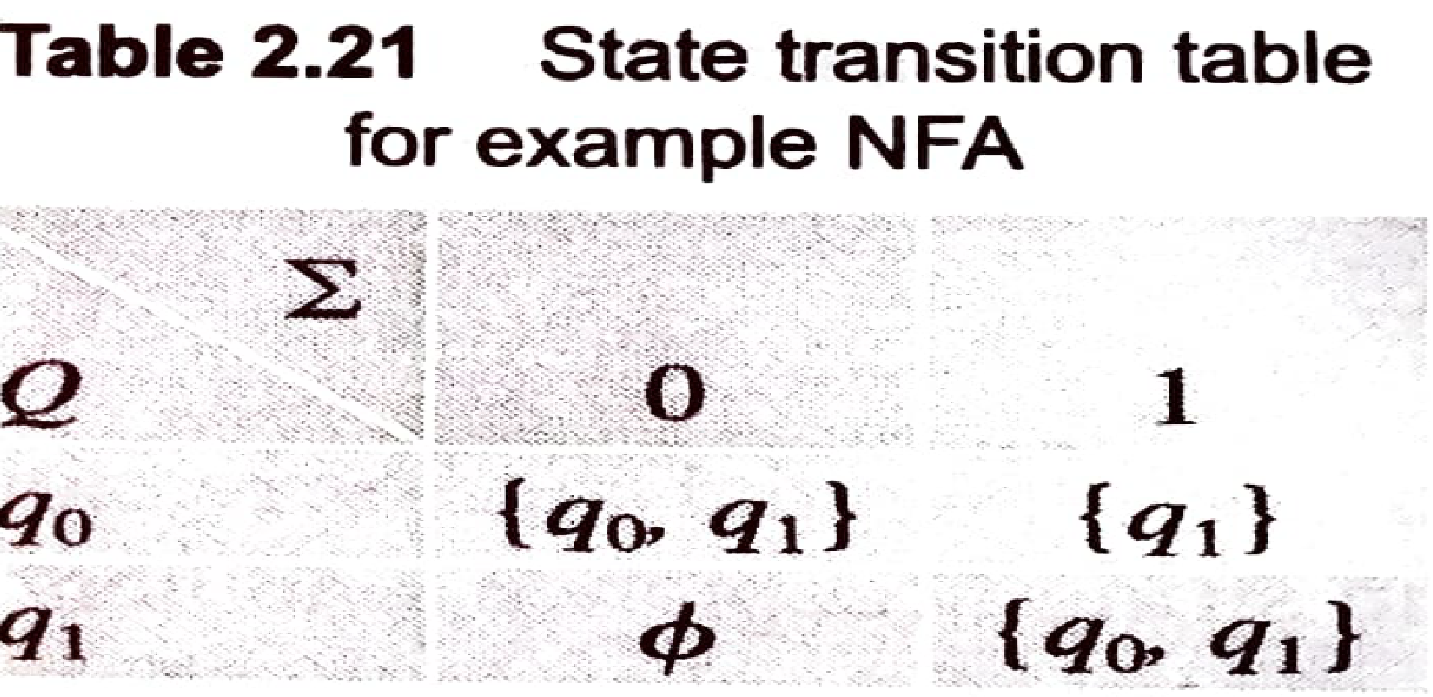 Table 2.21 State transition table
for example NFA
Σ
Q 0 1
q0 {q0, q1} {q1}
q1 ϕ {q0, q1}